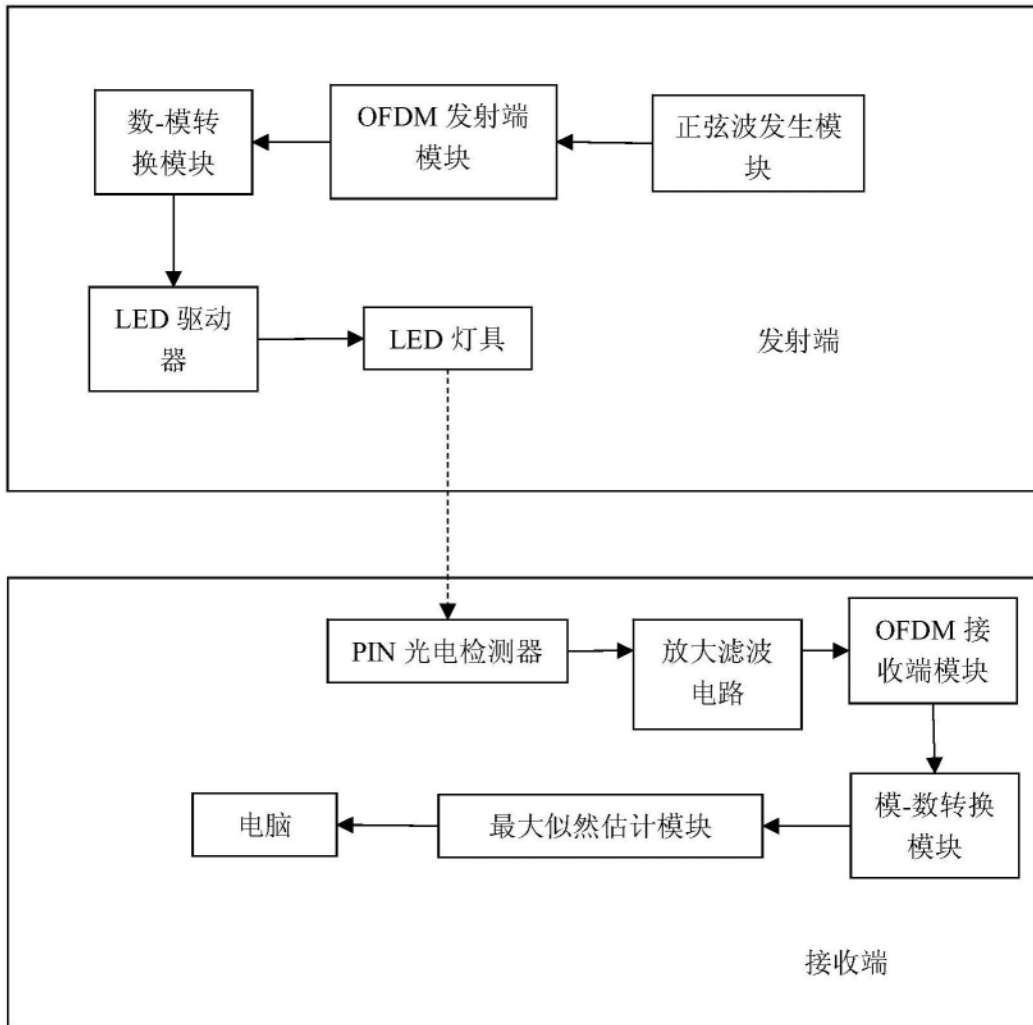 数-模转
换模块
OFDM 发射端
模块
正弦波发生模
块
LED 驱动
器
LED 灯具
发射端
PIN 光电检测器
放大滤波
电路
OFDM 接
收端模块
电脑
最大似然估计模块
模-数转换
模块
接收端